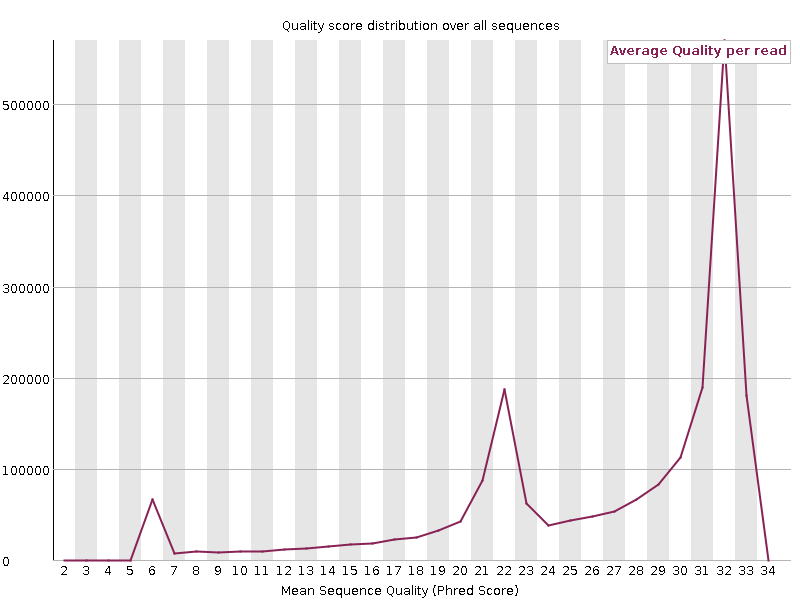 Quality score distribution over all sequences
Average Quality per read
500000
400000
300000
200000
100000
0
2 3 4 5 6 7 8 9 10 11 12 13 14 15 16 17 18 19 20 21 22 23 24 25 26 27 28 29 30 31 32 33 34
Mean Sequence Quality (Phred Score)